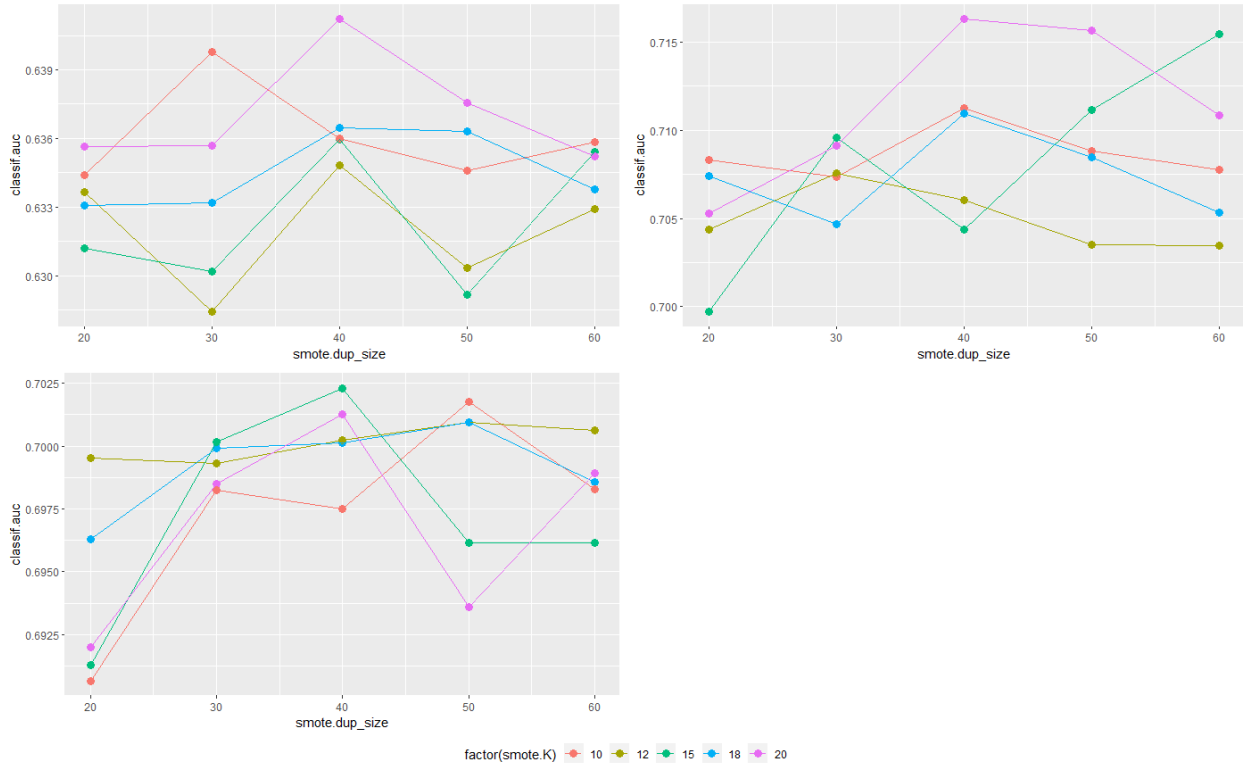 classif.auc
0.639
0.636
0.633
0.630
20 30 40 50 60
smote.dup_size
classif.auc
0.715
0.710
0.705
0.700
20 30 40 50 60
smote.dup_size
classif.auc
0.7025
0.7000
0.6975
0.6950
0.6925
20 30 40 50 60
smote.dup_size
factor(smote.K) 10 12 15 18 20